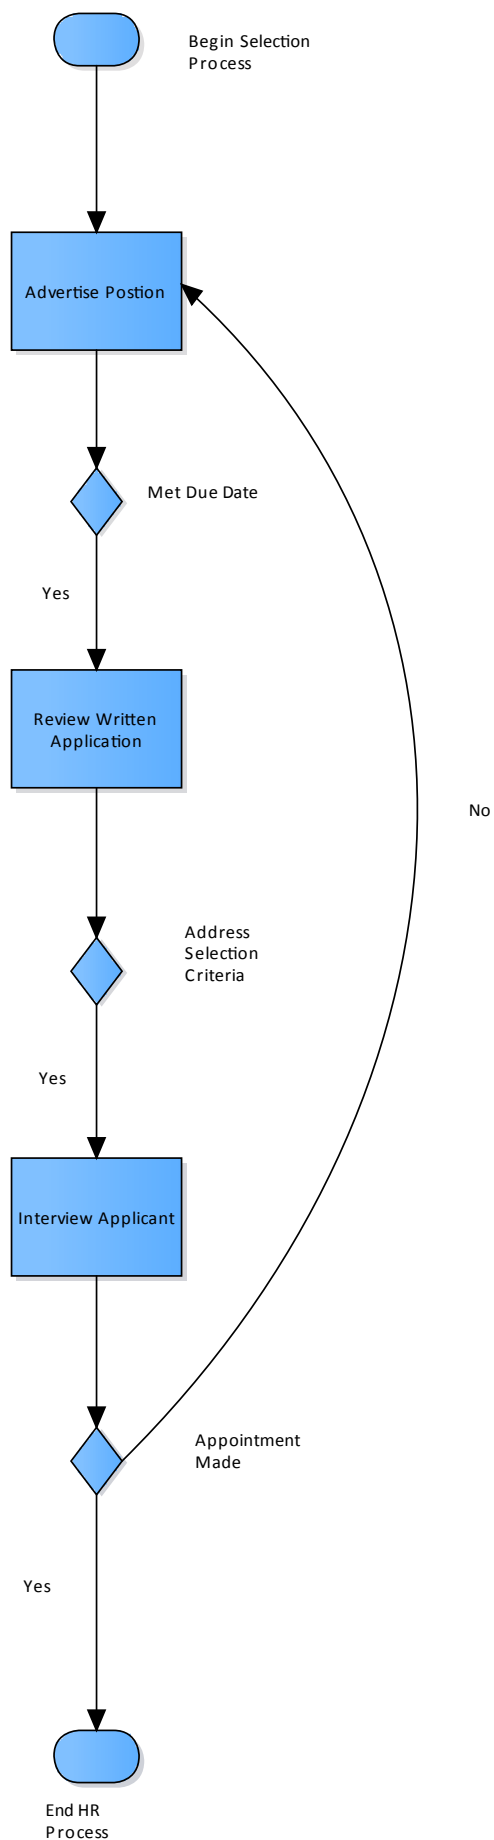 Begin Selection
Process
Advertise Postion
Met Due Date
Yes
Review Written
Application
No
Address
Selection
Criteria
Yes
Interview Applicant
Appointment
Made
Yes
End HR
Process